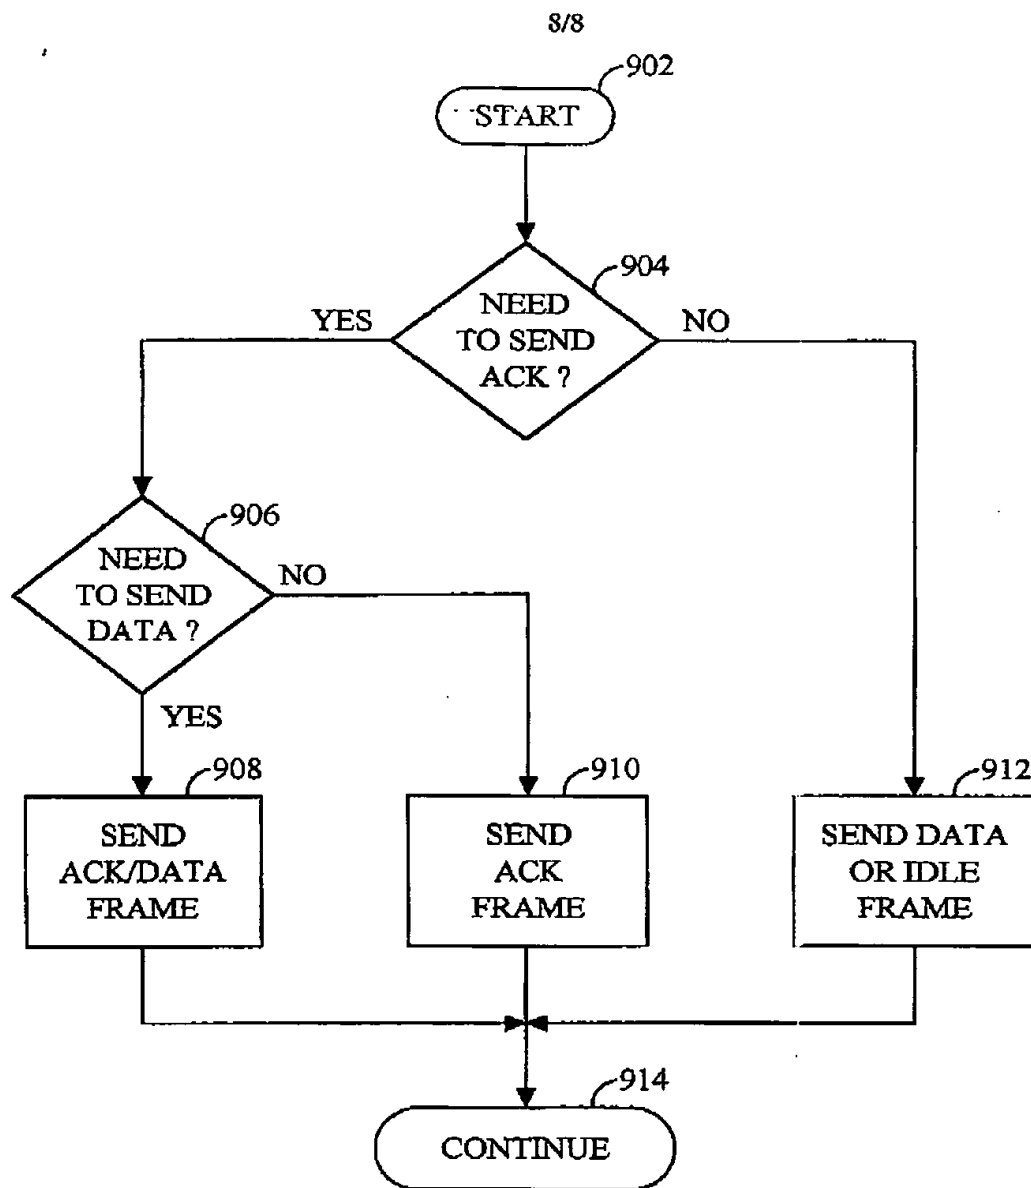 8/8
902
START
904
NEED
TO SEND
ACK ?
YES
NO
906
NEED
TO SEND
DATA ?
NO
YES
908
SEND
ACK/DATA
FRAME
910
SEND
ACK
FRAME
912
SEND DATA
OR IDLE
FRAME
914
CONTINUE